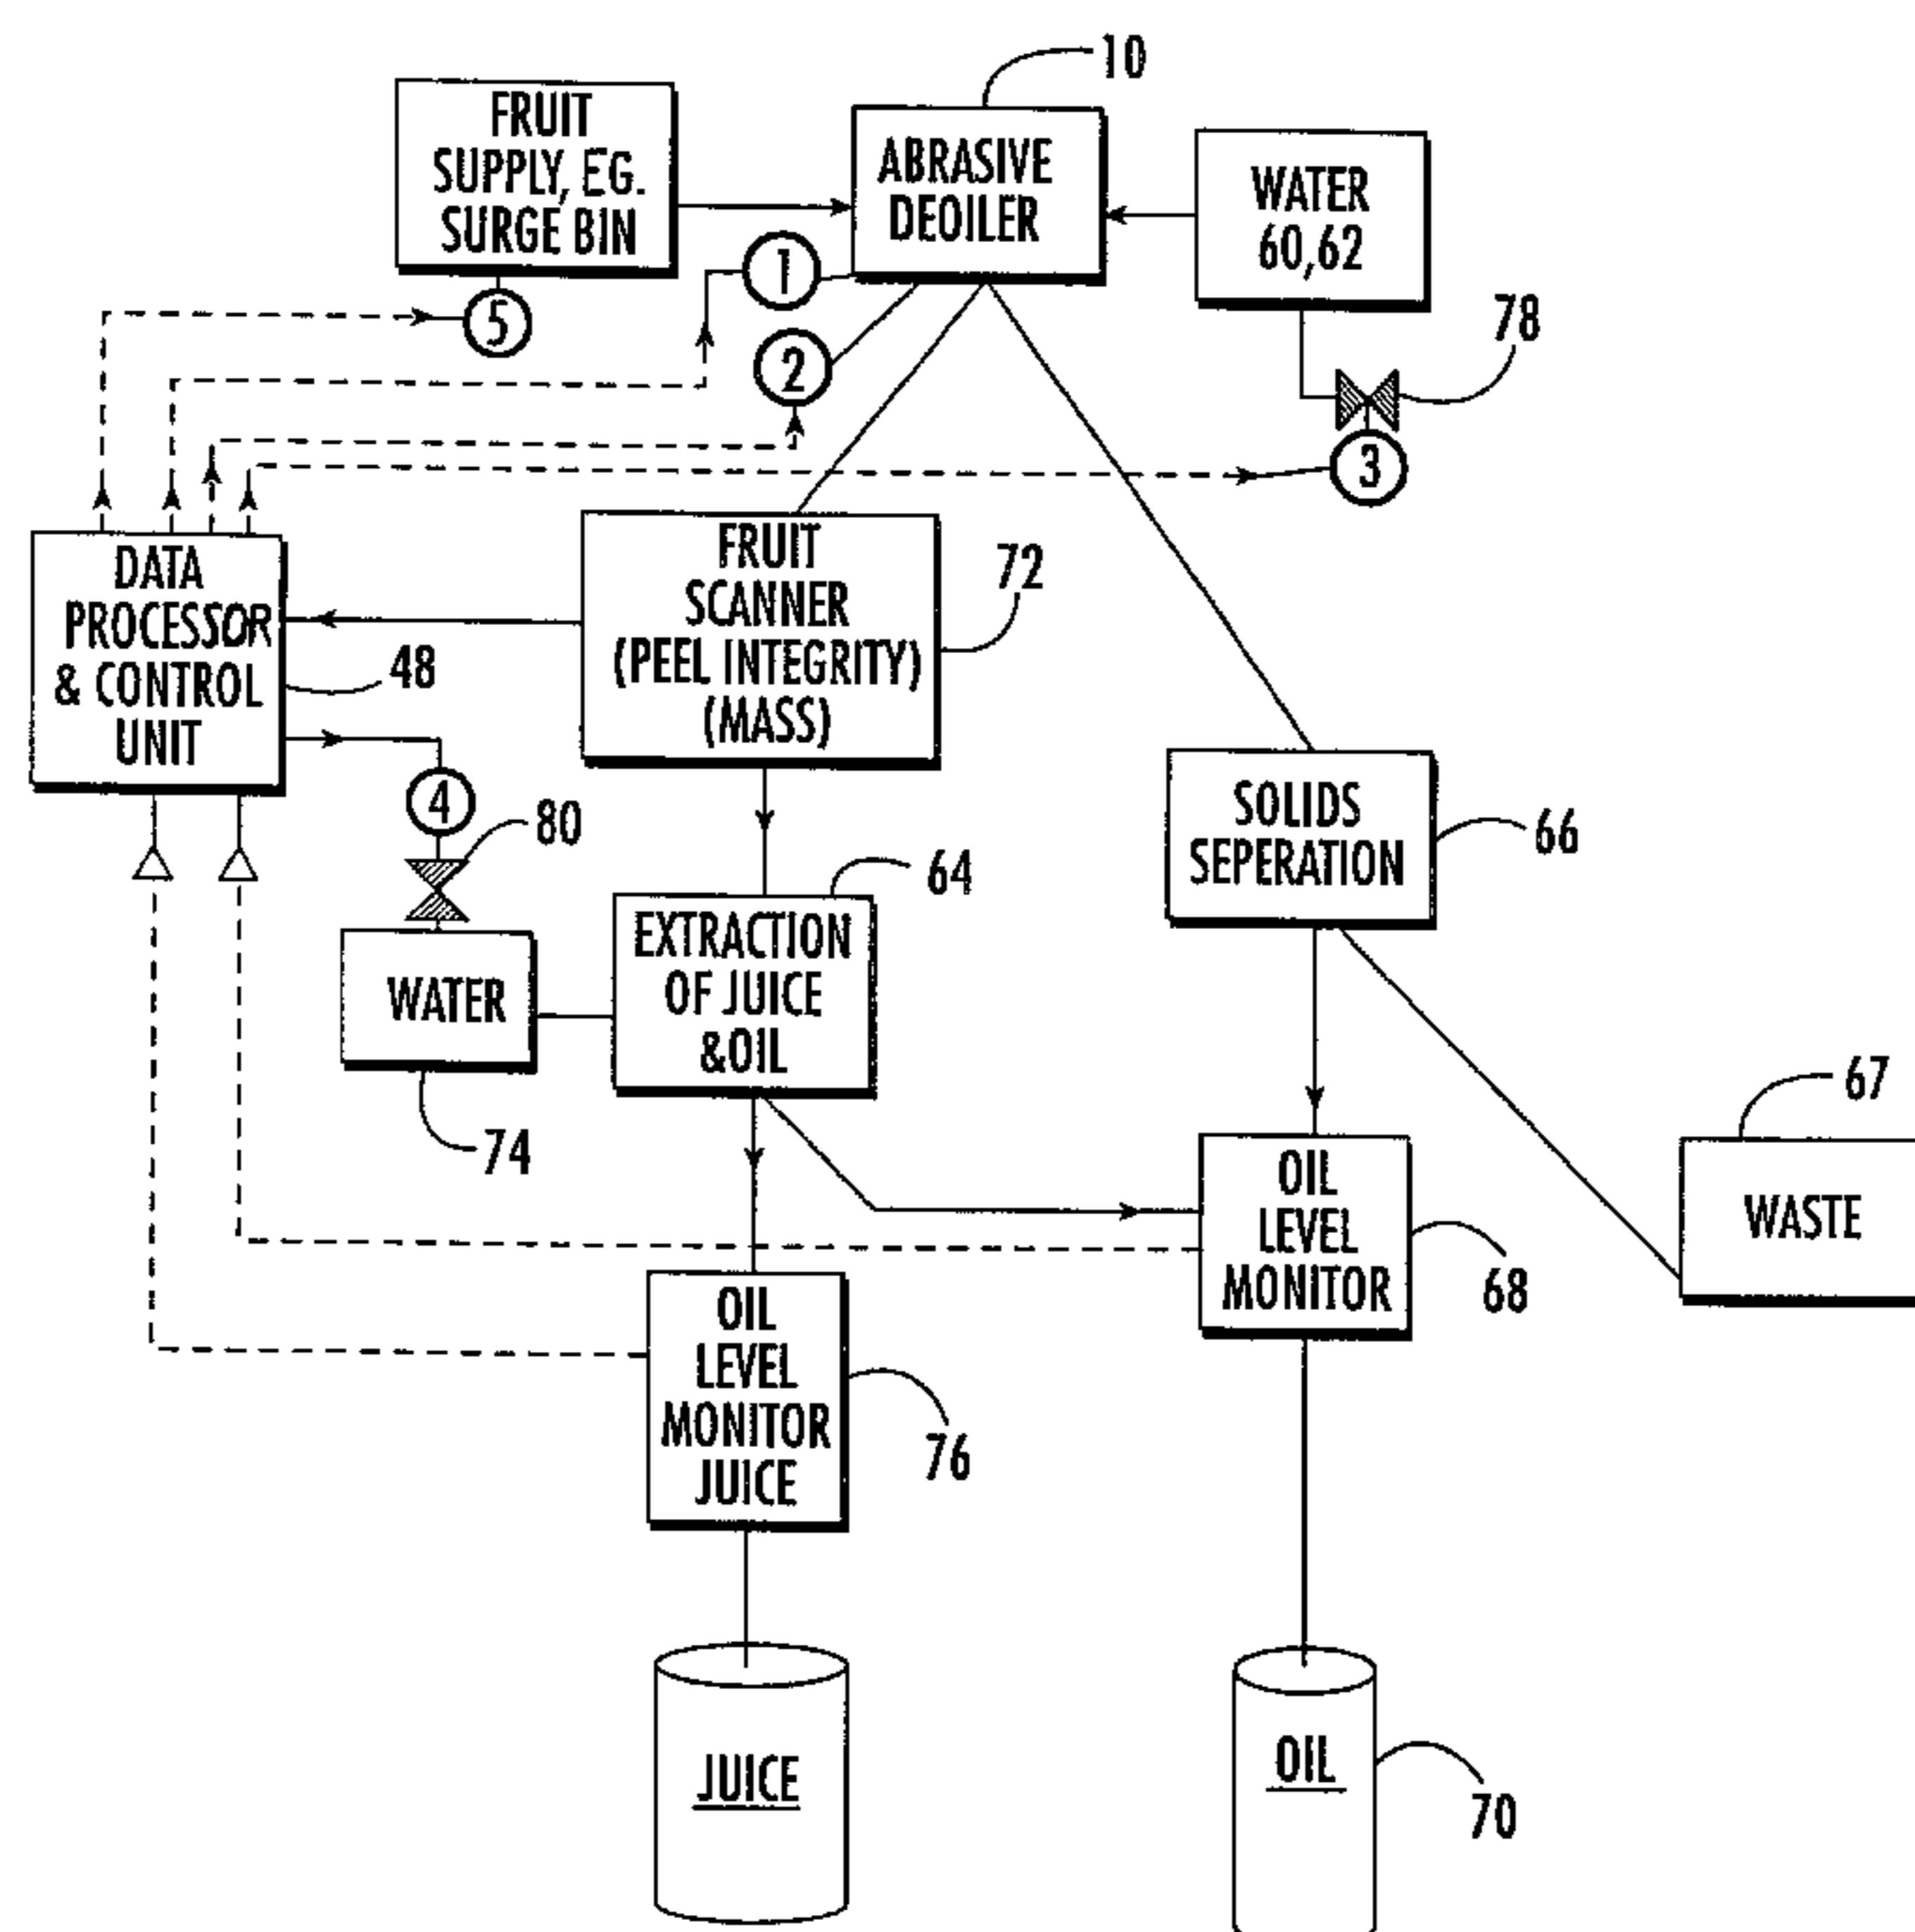 10
FRUIT
SUPPLY, EG.
SURGE BIN
ABRASIVE
DEOILER
WATER
60,62
1
5
2
78
3
DATA
PROCESSOR
& CONTROL
UNIT
48
FRUIT
SCANNER
(PEEL INTEGRITY)
(MASS)
72
4
80
SOLIDS
SEPERATION
66
64
EXTRACTION
OF JUICE
&OIL
WATER
74
67
WASTE
OIL
LEVEL
MONITOR
68
OIL
LEVEL
MONITOR
JUICE
76
JUICE
OIL
70